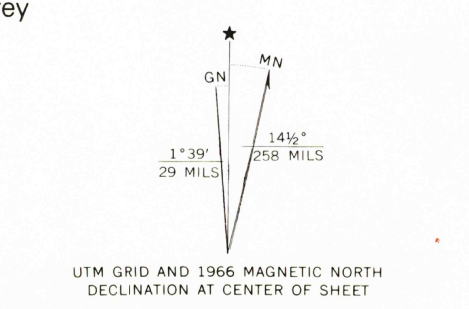 ★
GN MN
1°39′ 14½°
29 MILS 258 MILS
UTM GRID AND 1966 MAGNETIC NORTH
DECLINATION AT CENTER OF SHEET